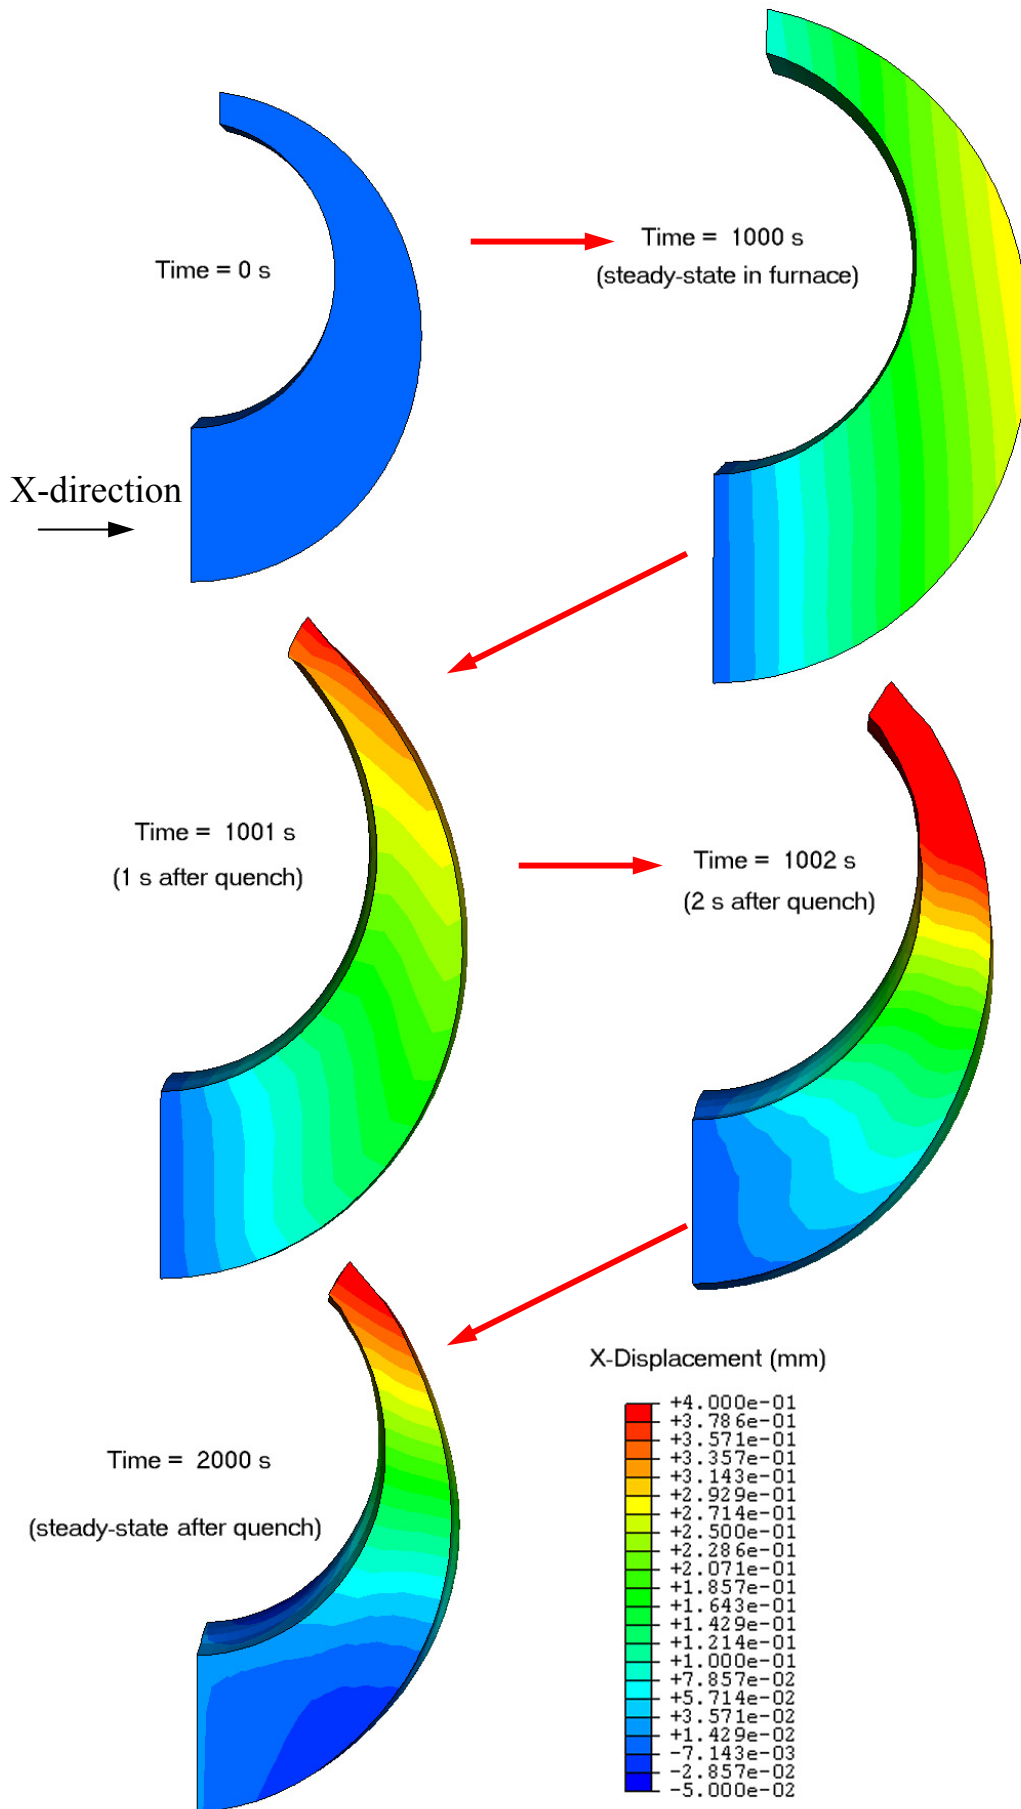 Time = 0 s
Time = 1000 s
(steady-state in furnace)
X-direction
Time = 1001 s
(1 s after quench)
Time = 1002 s
(2 s after quench)
Time = 2000 s
(steady-state after quench)
X-Displacement (mm)
+4.000e-01
+3.786e-01
+3.571e-01
+3.357e-01
+3.143e-01
+2.929e-01
+2.714e-01
+2.500e-01
+2.286e-01
+2.071e-01
+1.857e-01
+1.643e-01
+1.429e-01
+1.214e-01
+1.000e-01
+7.857e-02
+5.714e-02
+3.571e-02
+1.429e-02
-7.143e-03
-2.857e-02
-5.000e-02